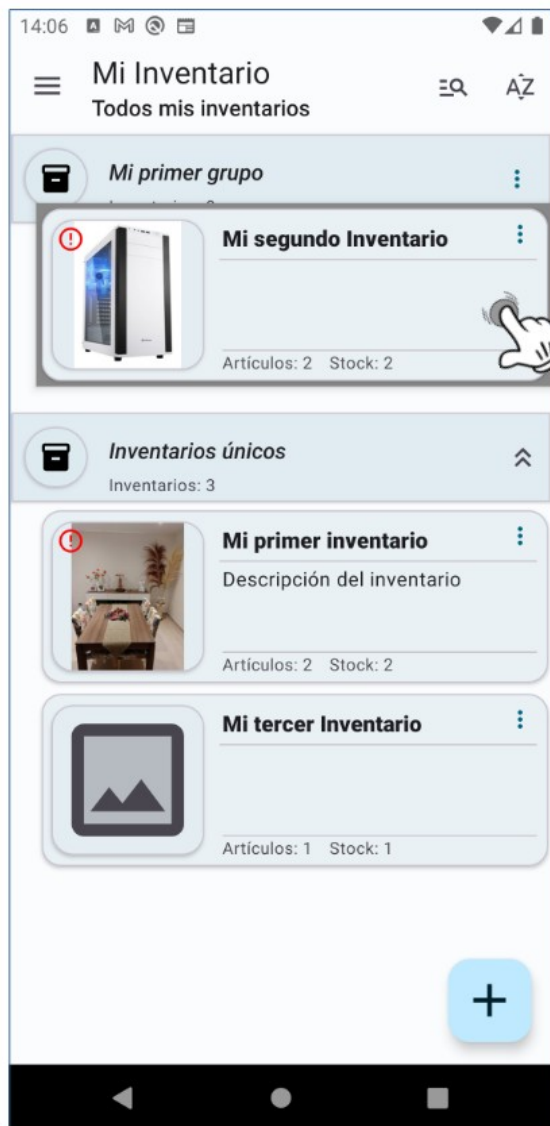 14:06
Mi Inventario
Todos mis inventarios
AZ
Mi primer grupo
Mi segundo Inventario
Artículos: 2 Stock: 2
Inventarios únicos
Inventarios: 3
Mi primer inventario
Descripción del inventario
Artículos: 2 Stock: 2
Mi tercer Inventario
Artículos: 1 Stock: 1